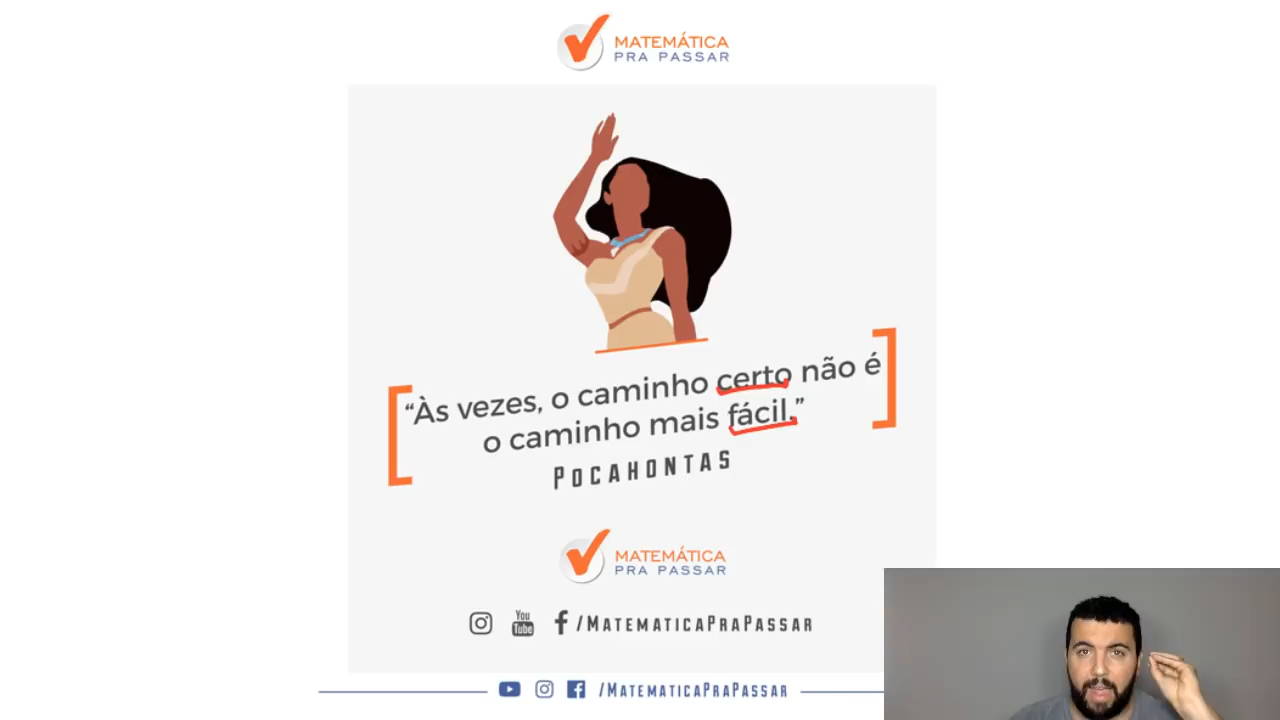 MATEMÁTICA
PRA PASSAR
“Às vezes, o caminho certo não é
o caminho mais fácil.”
POCAHONTAS
MATEMÁTICA
PRA PASSAR
You
Tube
/MATEMATICAPRAPASSAR
/MATEMATICAPRAPASSAR